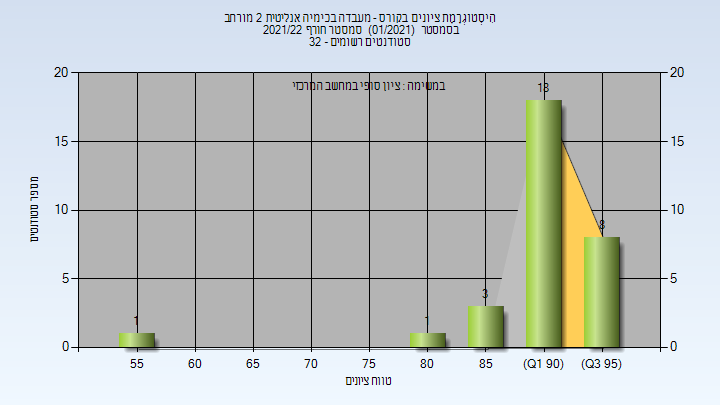 הִיסְטוֹגְרָמַת ציונים בקורס - מעבדה בכימיה אנליטית 2 מורחב
בסמסטר (01/2021) סמסטר חורף 2021/22
סטודנטים רשומים - 32
במשימה : ציון סופי במחשב המרכזי
20 20
15 15
10 10
5 5
0 0
מספר סטודנטים
1 1 3 18 8
55 60 65 70 75 80 85 (Q1 90) (Q3 95)
טווח ציונים